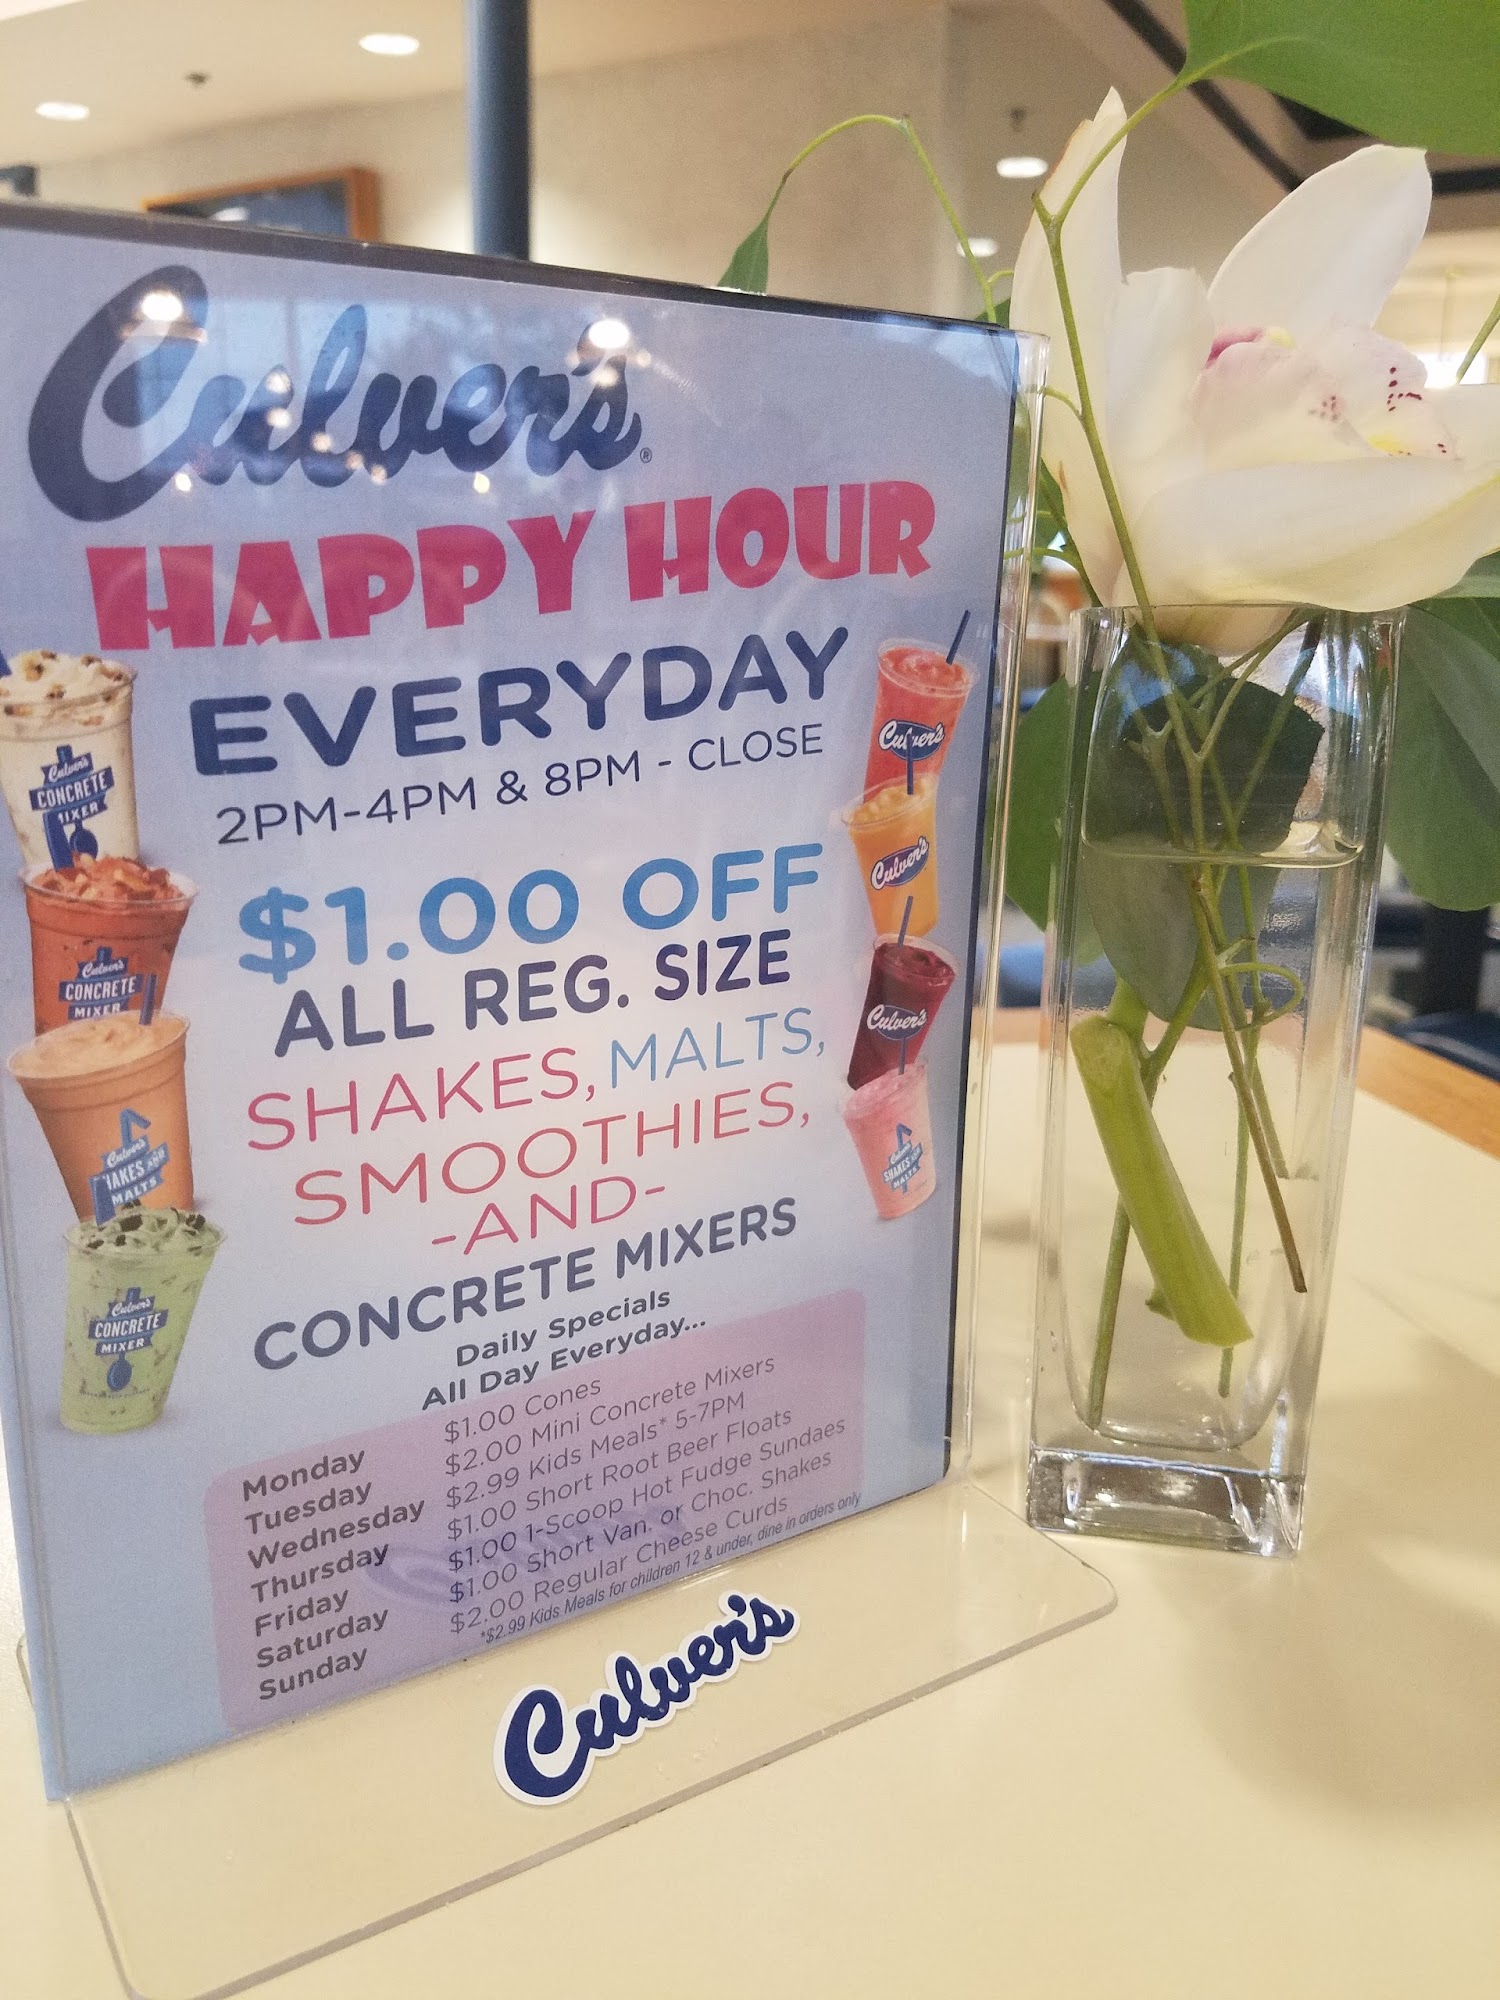 Culver's®
HAPPY HOUR
EVERYDAY
2PM-4PM & 8PM - CLOSE
$1.00 OFF
ALL REG. SIZE
SHAKES, MALTS,
SMOOTHIES,
-AND-
CONCRETE MIXERS
Daily Specials
All Day Everyday...
Monday $1.00 Cones
Tuesday $2.00 Mini Concrete Mixers
Wednesday $2.99 Kids Meals* 5-7PM
Thursday $1.00 Short Root Beer Floats
Friday $1.00 1-Scoop Hot Fudge Sundaes
Saturday $1.00 Short Van. or Choc. Shakes
Sunday $2.00 Regular Cheese Curds
*$2.99 Kids Meals for children 12 & under, dine in orders only
Culver's
CONCRETE
MIXER
Culver's
CONCRETE
MIXER
Culver's
SHAKES AND
MALTS
Culver's
CONCRETE
MIXER
Culver's
Culver's
Culver's
Culver's
SHAKES AND
MALTS
Culver's